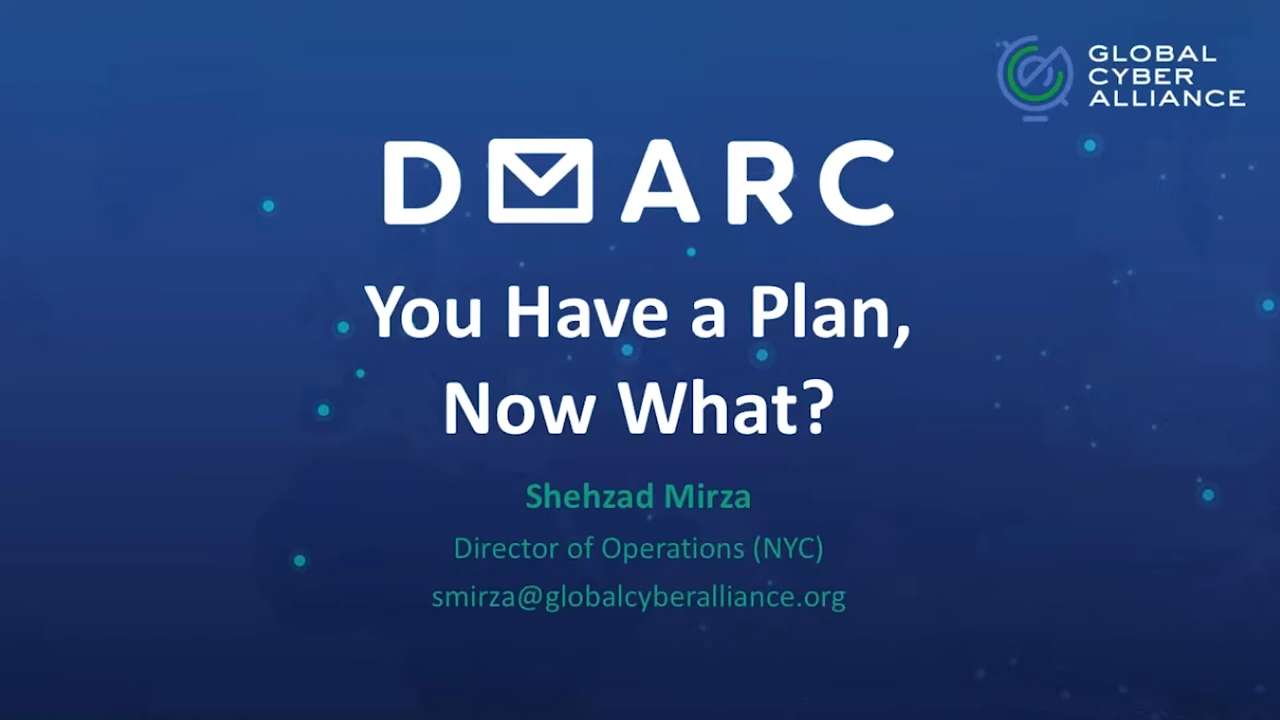 GLOBAL
CYBER
ALLIANCE
DMARC
You Have a Plan,
Now What?
Shehzad Mirza
Director of Operations (NYC)
smirza@globalcyberalliance.org